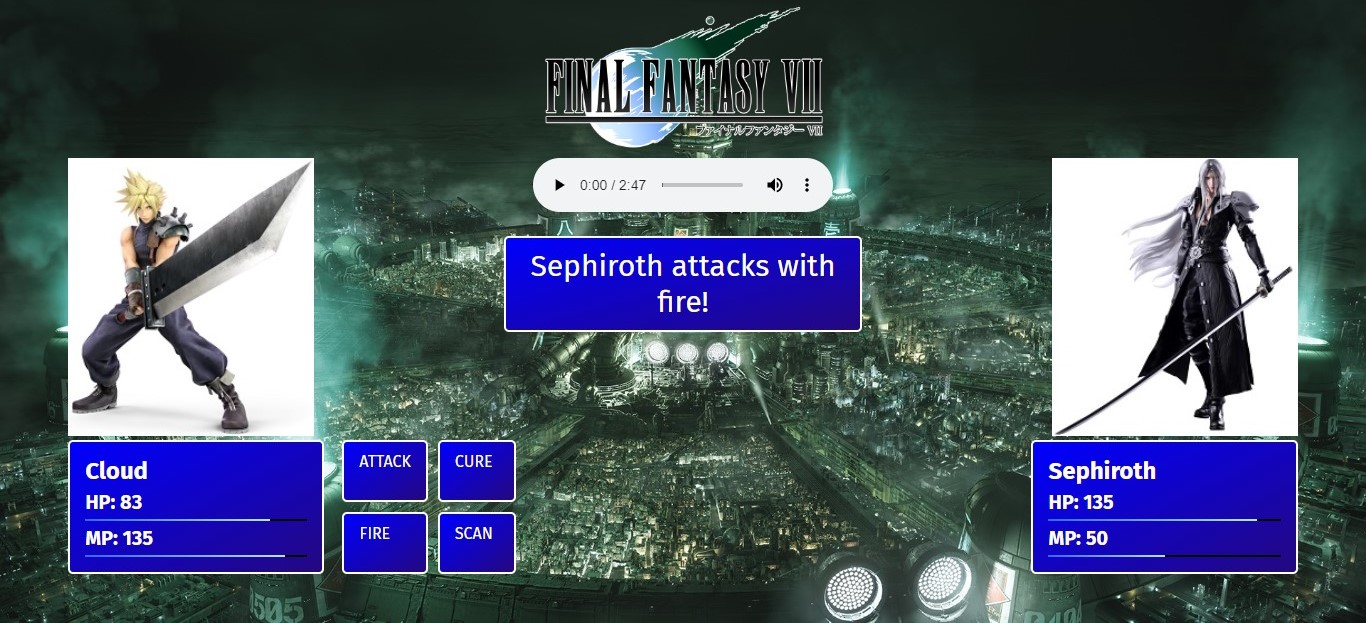 FINAL FANTASY VII
ファイナルファンタジー VII
0:00 / 2:47
八
Sephiroth attacks with
fire!
Cloud
HP: 83
MP: 135
ATTACK
CURE
FIRE
SCAN
Sephiroth
HP: 135
MP: 50